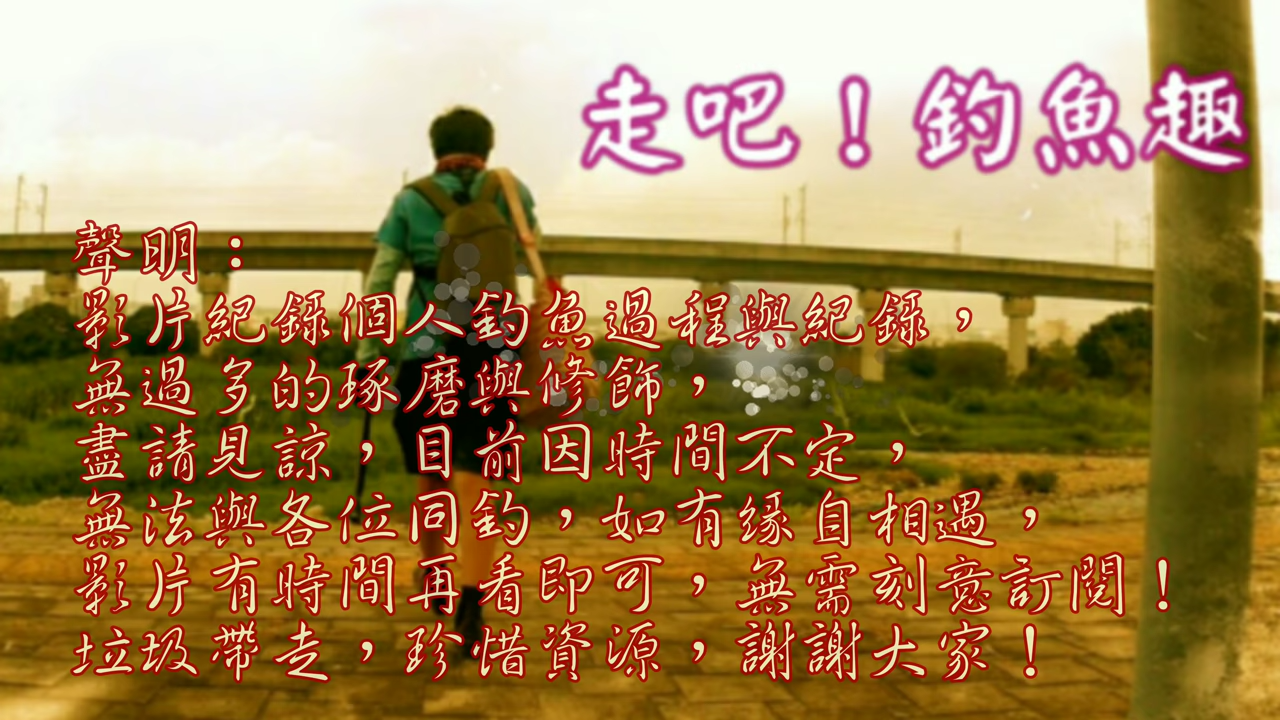 走吧！釣魚趣
聲明：
影片紀錄個人釣魚過程與紀錄，
無過多的琢磨與修飾，
盡請見諒，目前因時間不定，
無法與各位同釣，如有緣自相遇，
影片有時間再看即可，無需刻意訂閱！
垃圾帶走，珍惜資源，謝謝大家！